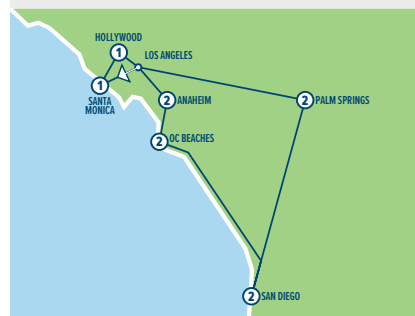 HOLLYWOOD
1
LOS ANGELES
1
SANTA
MONICA
2 ANAHEIM
2 PALM SPRINGS
2 OC BEACHES
2 SAN DIEGO